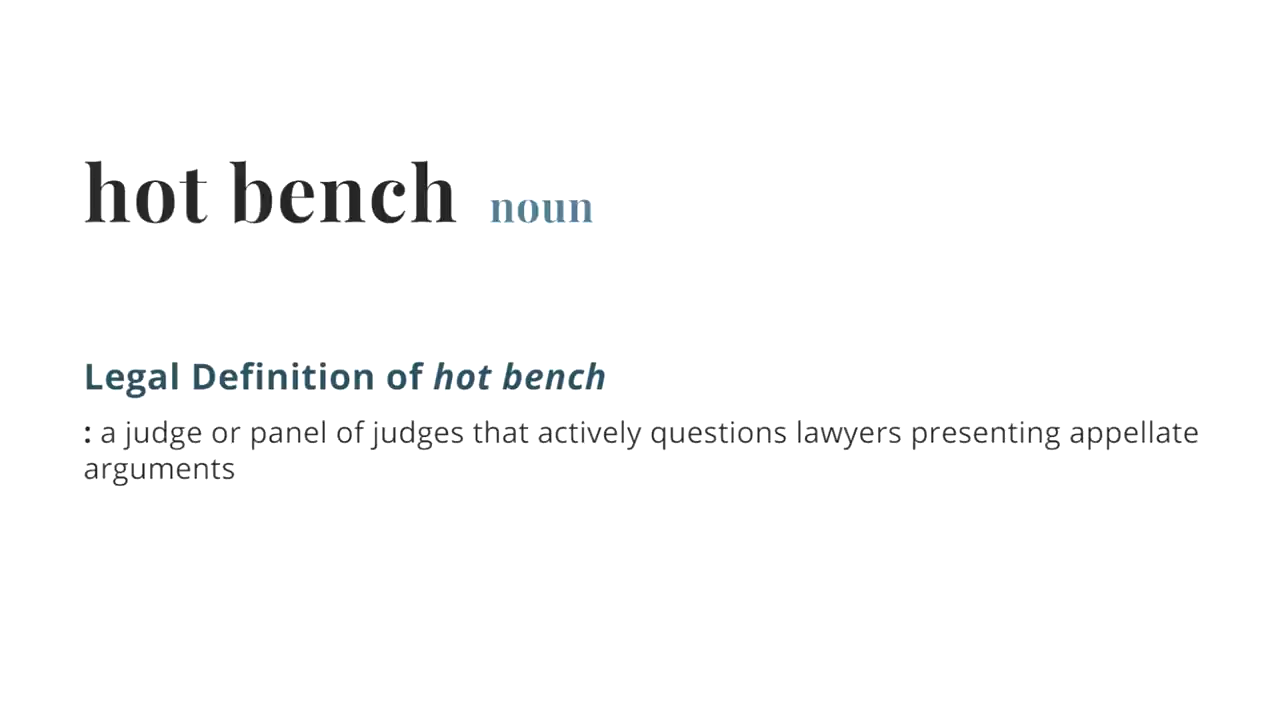 hot bench noun
Legal Definition of hot bench
: a judge or panel of judges that actively questions lawyers presenting appellate
arguments